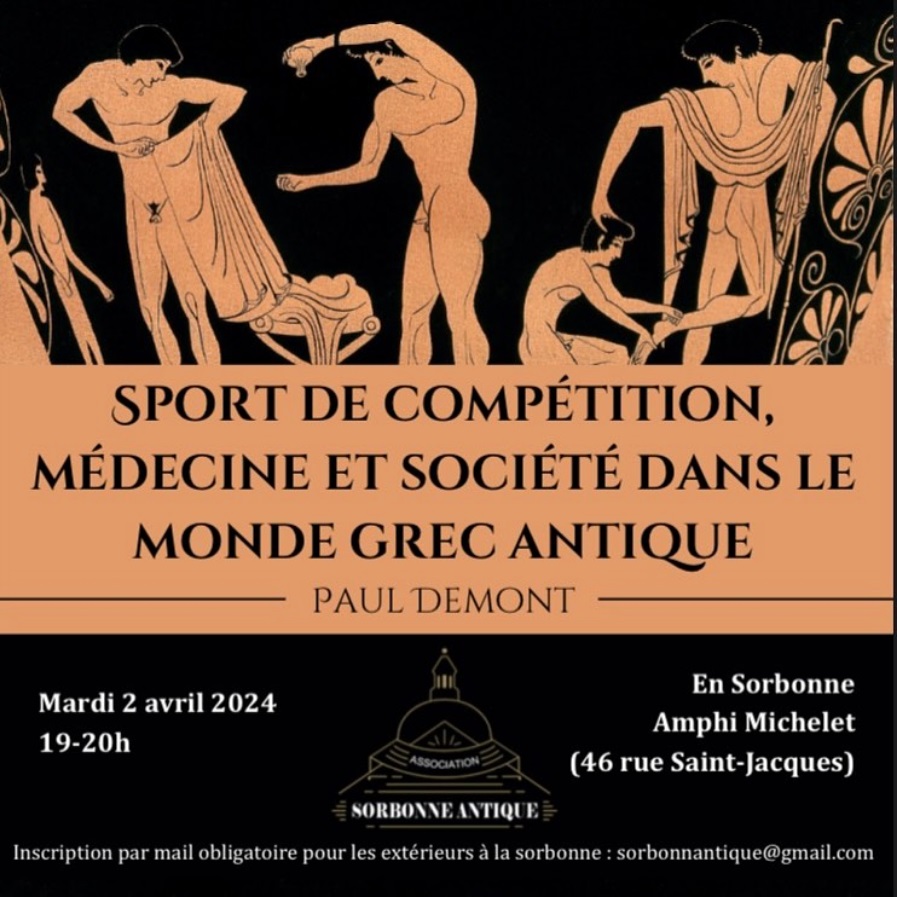 Sport de compétition,
médecine et société dans le
monde grec antique
Paul Demont
Mardi 2 avril 2024
19-20h
En Sorbonne
Amphi Michelet
(46 rue Saint-Jacques)
ASSOCIATION
SORBONNE ANTIQUE
Inscription par mail obligatoire pour les extérieurs à la sorbonne : sorbonnantique@gmail.com